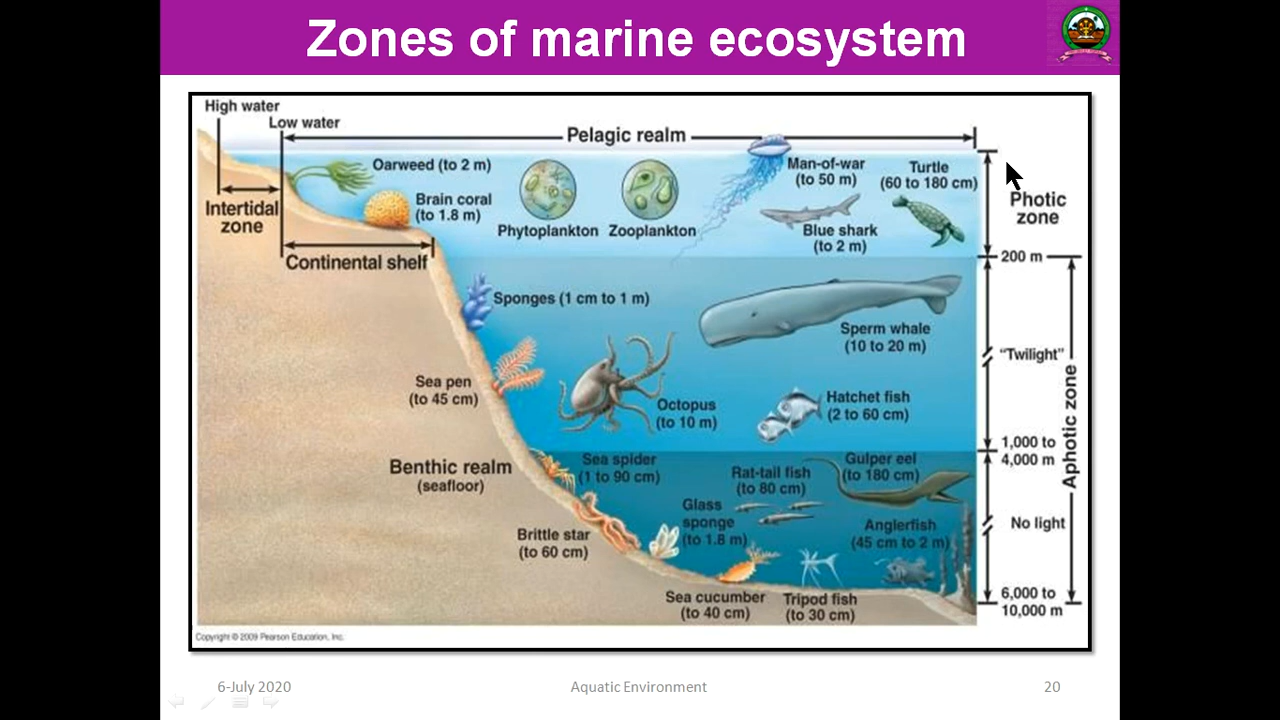 Zones of marine ecosystem
High water
Low water
Pelagic realm
Oarweed (to 2 m)
Brain coral
(to 1.8 m)
Phytoplankton
Zooplankton
Man-of-war
(to 50 m)
Turtle
(60 to 180 cm)
Blue shark
(to 2 m)
Photic
zone
Intertidal
zone
Continental shelf
200 m
Sponges (1 cm to 1 m)
Sperm whale
(10 to 20 m)
"Twilight"
Sea pen
(to 45 cm)
Octopus
(to 10 m)
Hatchet fish
(2 to 60 cm)
Aphotic zone
1,000 to
4,000 m
Benthic realm
(seafloor)
Sea spider
(1 to 90 cm)
Rat-tail fish
(to 80 cm)
Gulper eel
(to 180 cm)
Glass
sponge
(to 1.8 m)
Brittle star
(to 60 cm)
Anglerfish
(45 cm to 2 m)
No light
Sea cucumber
(to 40 cm)
Tripod fish
(to 30 cm)
6,000 to
10,000 m
Copyright © 2009 Pearson Education, Inc.
6-July 2020
Aquatic Environment
20